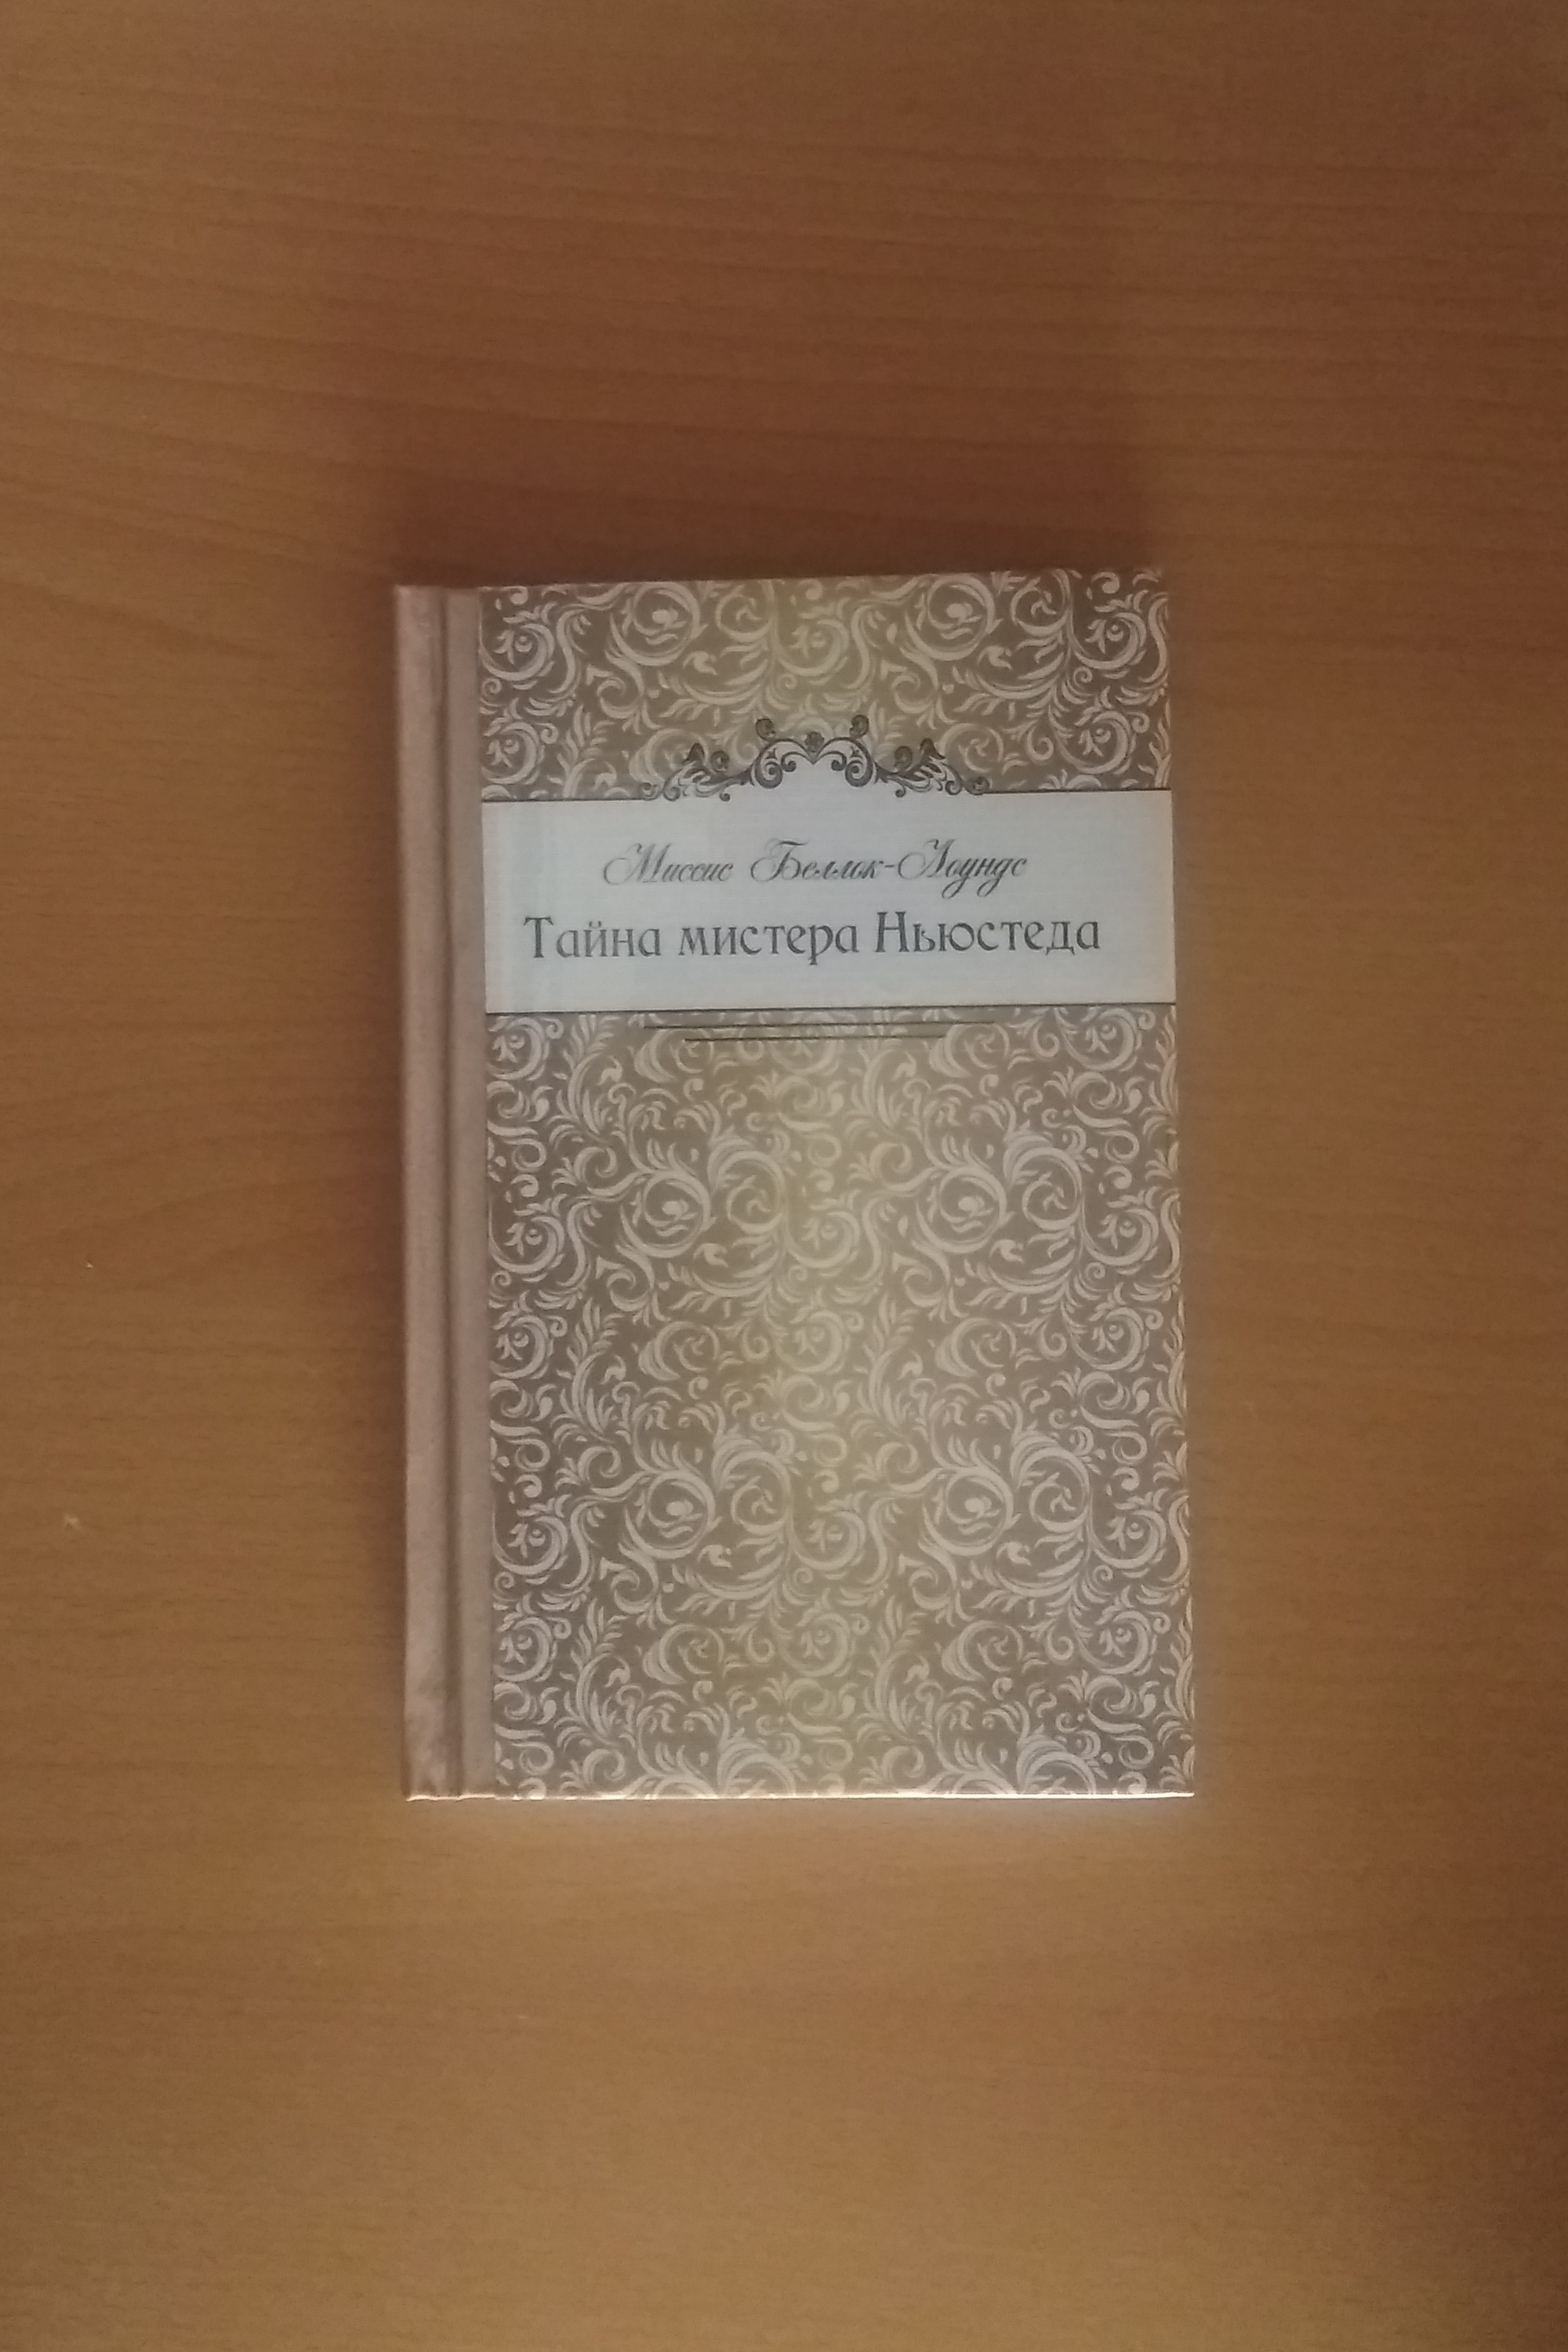 Миссис Беллок-Лоундс
Тайна мистера Ньюстеда